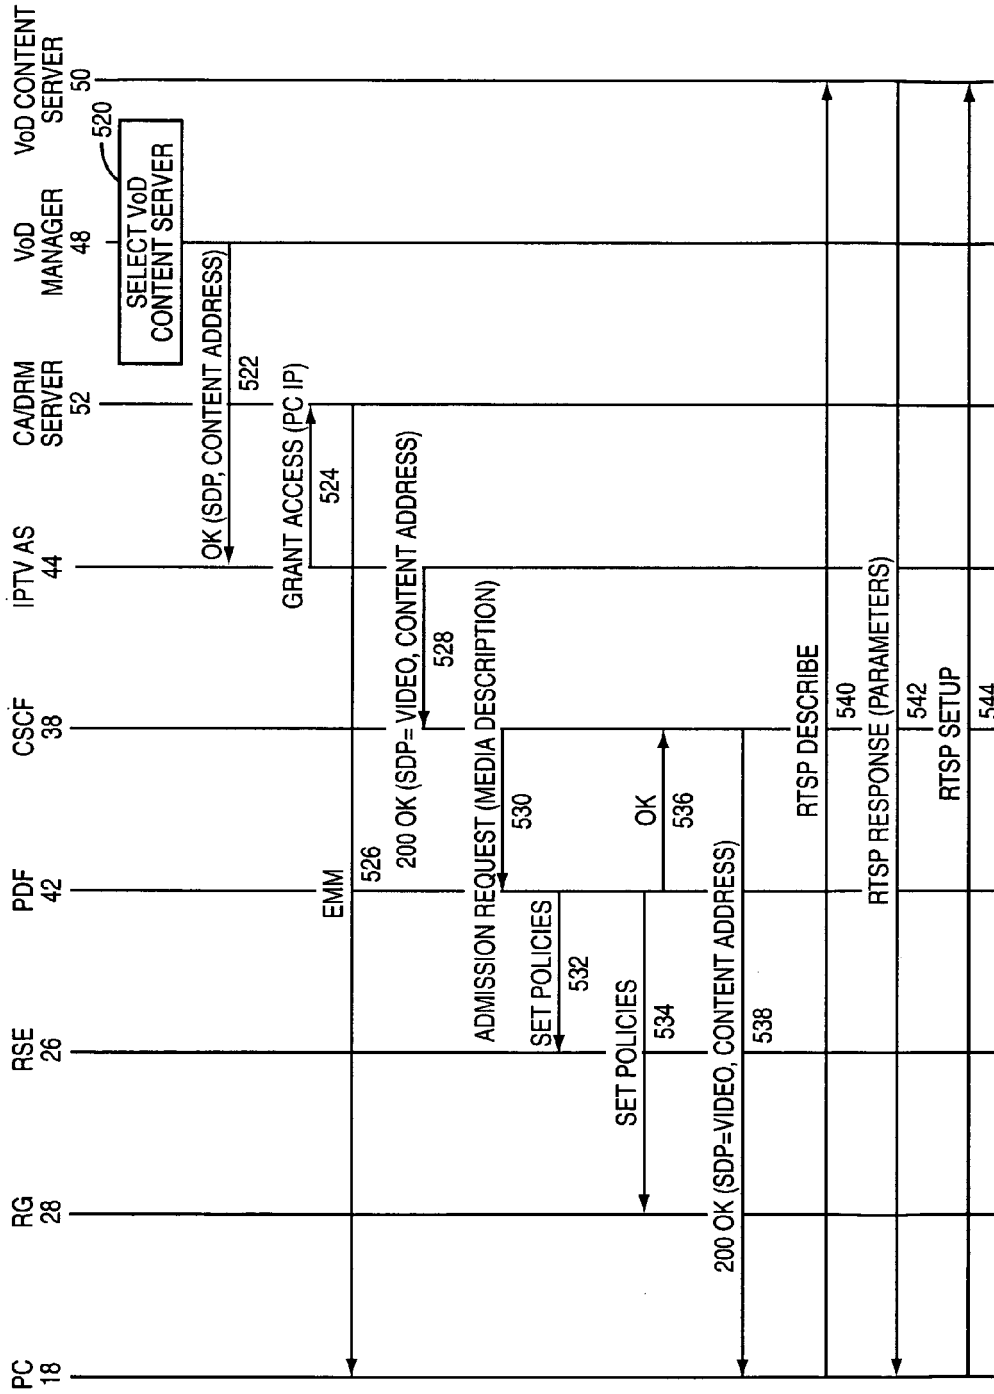 PC
18
RG
28
RSE
26
PDF
42
CSCF
38
IPTV AS
44
CA/DRM
SERVER
52
VoD
MANAGER
48
VoD CONTENT
SERVER
50
520
SELECT VoD
CONTENT SERVER
OK (SDP, CONTENT ADDRESS)
522
GRANT ACCESS (PC IP)
524
EMM
526
200 OK (SDP= VIDEO, CONTENT ADDRESS)
528
ADMISSION REQUEST (MEDIA DESCRIPTION)
530
SET POLICIES
532
SET POLICIES
534
OK
536
200 OK (SDP=VIDEO, CONTENT ADDRESS)
538
RTSP DESCRIBE
540
RTSP RESPONSE (PARAMETERS)
542
RTSP SETUP
544